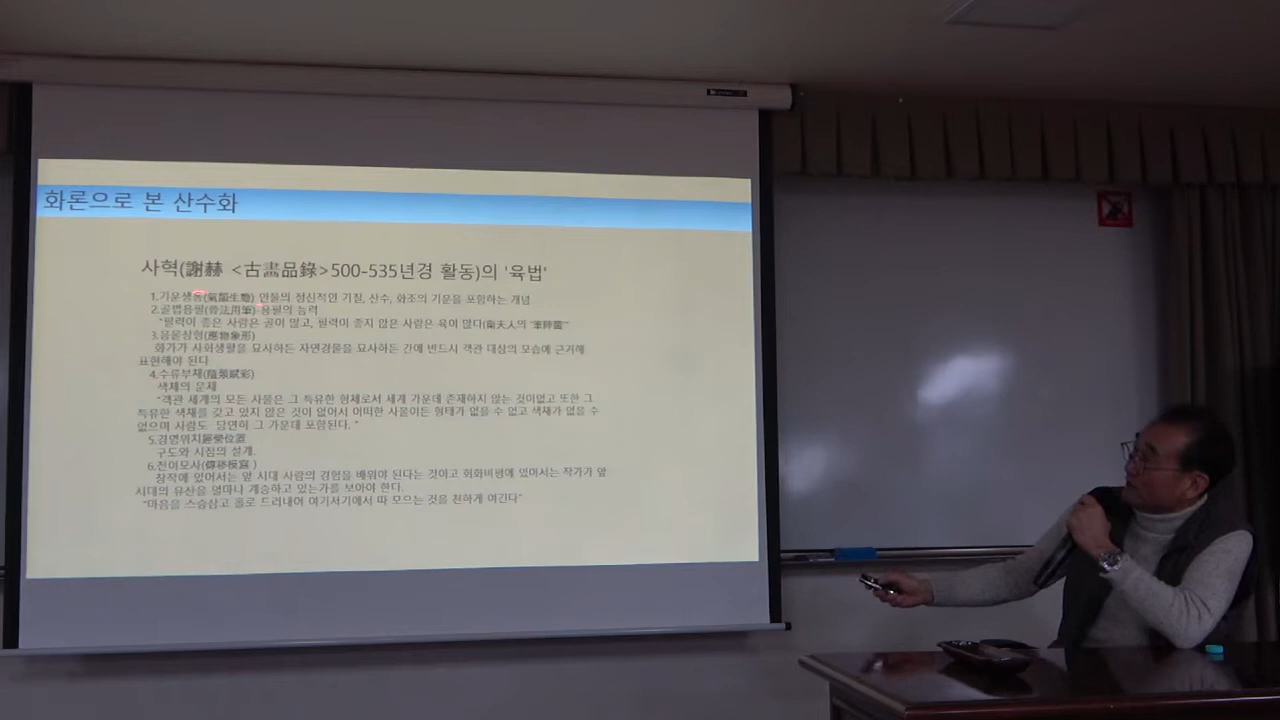 화론으로 본 산수화
사혁(謝赫 <古畵品錄>500-535년경 활동)의 '육법'
1.기운생동(氣韻生動) 인물의 정신적인 기질, 산수, 화조의 기운을 포함하는 개념
2.골법용필(骨法用筆) 용필의 능력
"필력이 좋은 사람은 골이 많고, 필력이 좋지 않은 사람은 육이 많다(衛夫人의 "筆陣圖"
3.응물상형(應物象形)
화가가 사회생활을 묘사하든 자연경물을 묘사하든 간에 반드시 객관 대상의 모습에 근거해
표현해야 된다
4.수류부채(隨類賦彩)
색채의 문제
"객관 세계의 모든 사물은 그 특유한 형체로서 세계 가운데 존재하지 않는 것이없고 또한 그
특유한 색채를 갖고 있지 않은 것이 없어서 어떠한 사물이든 형태가 없을 수 없고 색채가 없을 수
없으며 사람도 당연히 그 가운데 포함된다. "
5.경영위치經營位置
구도와 시점의 설계.
6.전이모사(傳移模寫 )
창작에 있어서는 앞 시대 사람의 경험을 배워야 된다는 것이고 회화비평에 있어서는 작가가 앞
시대의 유산을 얼마나 계승하고 있는가를 보아야 한다.
"마음을 스승삼고 홀로 드러내어 여기저기에서 따 모으는 것을 천하게 여긴다"